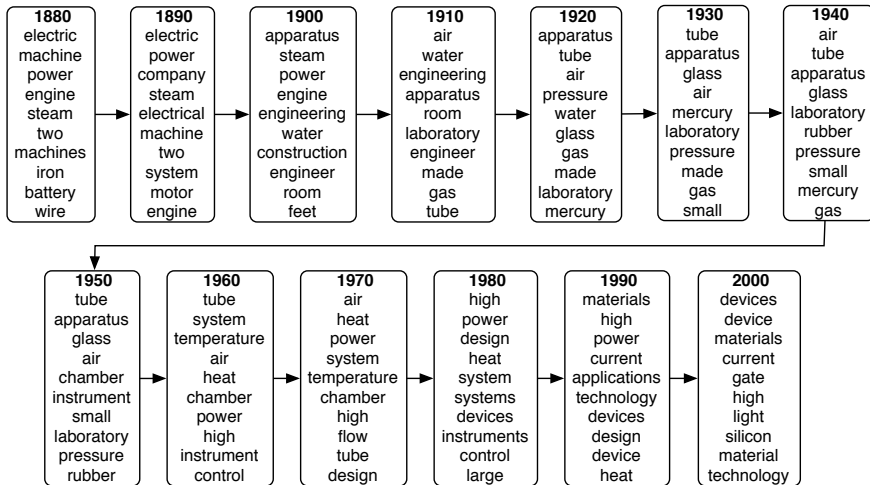 1880
electric
machine
power
engine
steam
two
machines
iron
battery
wire
1890
electric
power
company
steam
electrical
machine
two
system
motor
engine
1900
apparatus
steam
power
engine
engineering
water
construction
engineer
room
feet
1910
air
water
engineering
apparatus
room
laboratory
engineer
made
gas
tube
1920
apparatus
tube
air
pressure
water
glass
gas
made
laboratory
mercury
1930
tube
apparatus
glass
air
mercury
laboratory
pressure
made
gas
small
1940
air
tube
apparatus
glass
laboratory
rubber
pressure
small
mercury
gas
1950
tube
apparatus
glass
air
chamber
instrument
small
laboratory
pressure
rubber
1960
tube
system
temperature
air
heat
chamber
power
high
instrument
control
1970
air
heat
power
system
temperature
chamber
high
flow
tube
design
1980
high
power
design
heat
system
systems
devices
instruments
control
large
1990
materials
high
power
current
applications
technology
devices
design
device
heat
2000
devices
device
materials
current
gate
high
light
silicon
material
technology